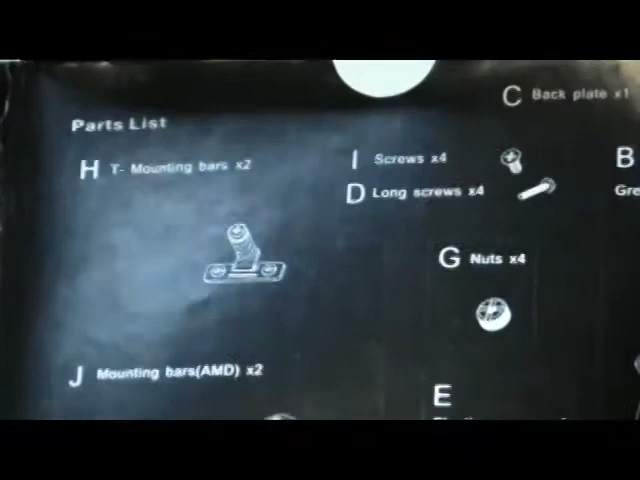 C Back plate x1
Parts List
H T- Mounting bars x2
I Screws x4
B
D Long screws x4
Gre
G Nuts x4
J Mounting bars(AMD) x2
E